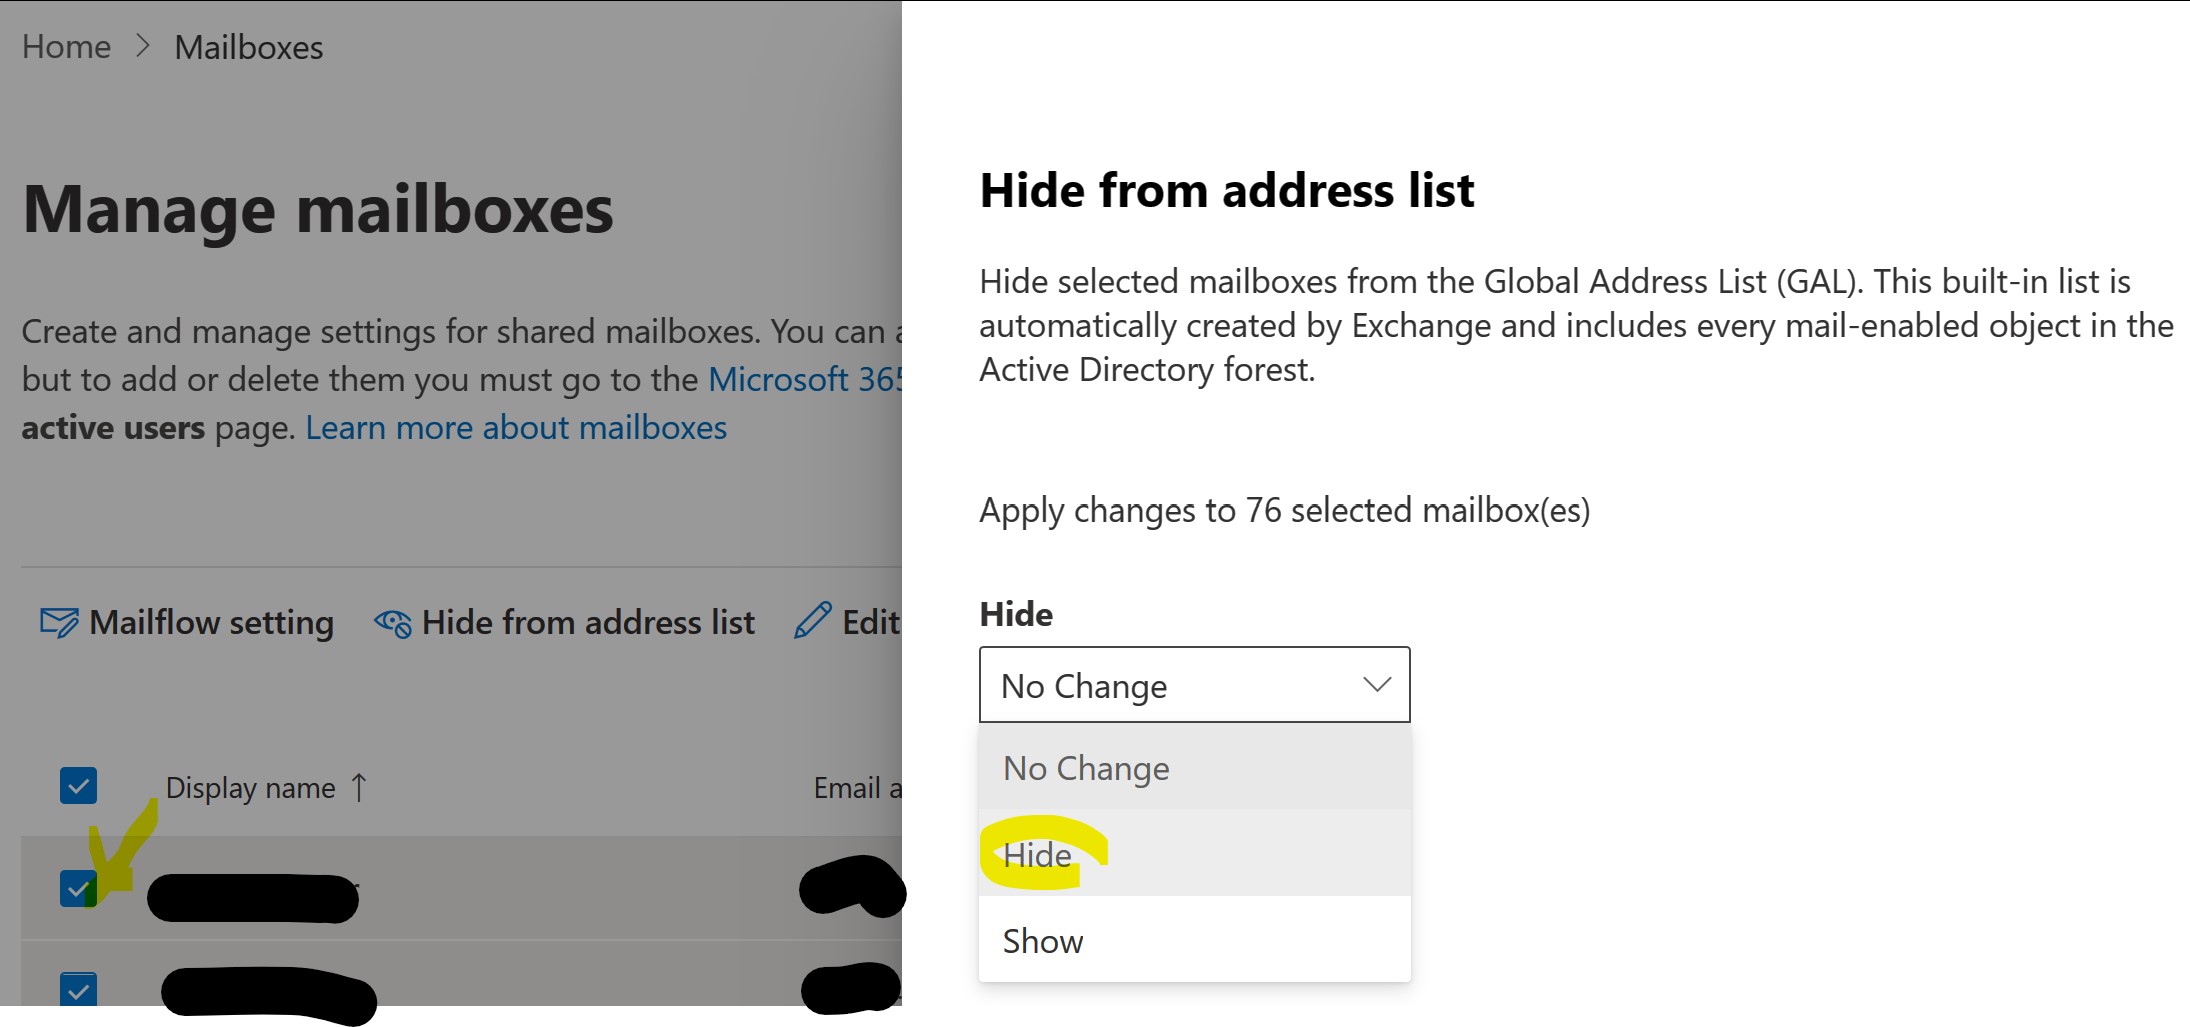 Home > Mailboxes
Manage mailboxes
Create and manage settings for shared mailboxes. You can
but to add or delete them you must go to the Microsoft 365
active users page. Learn more about mailboxes
Mailflow setting
Hide from address list
Edit
Display name ↑
Email a
Hide from address list
Hide selected mailboxes from the Global Address List (GAL). This built-in list is
automatically created by Exchange and includes every mail-enabled object in the
Active Directory forest.
Apply changes to 76 selected mailbox(es)
Hide
No Change
No Change
Hide
Show